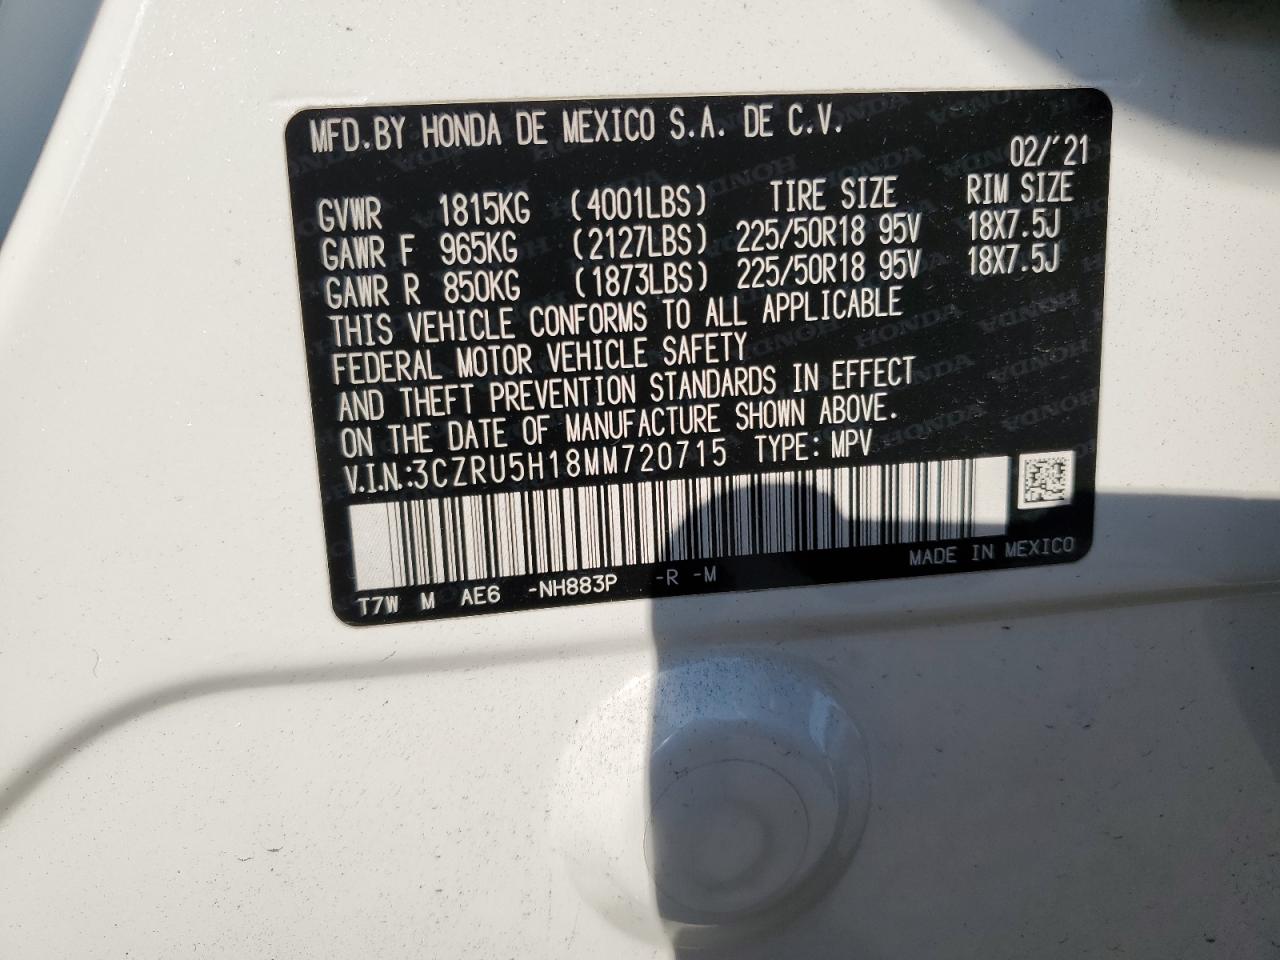 MFD.BY HONDA DE MEXICO S.A. DE C.V.
02/'21
GVWR 1815KG (4001LBS) TIRE SIZE RIM SIZE
GAWR F 965KG (2127LBS) 225/50R18 95V 18X7.5J
GAWR R 850KG (1873LBS) 225/50R18 95V 18X7.5J
THIS VEHICLE CONFORMS TO ALL APPLICABLE
FEDERAL MOTOR VEHICLE SAFETY
AND THEFT PREVENTION STANDARDS IN EFFECT
ON THE DATE OF MANUFACTURE SHOWN ABOVE.
V.I.N.:3CZRU5H18MM720715 TYPE: MPV
MADE IN MEXICO
T7W M AE6 -NH883P -R -M